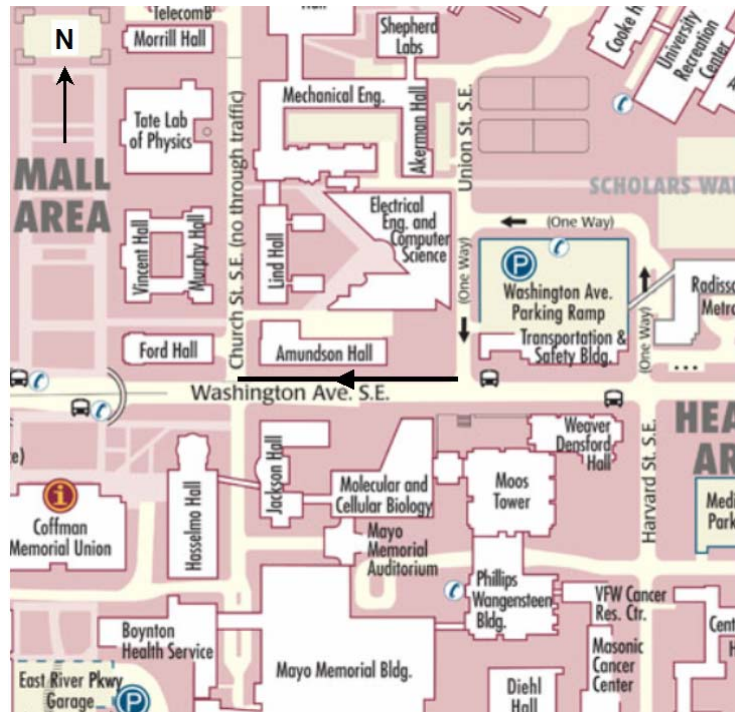 TelecomB
Hall
Morrill Hall
N
Shepherd
Labs
Cooke H
University
Recreation
Center
Mechanical Eng.
Akerman Hall
Union St. S.E.
Tate Lab
of Physics
MALL
AREA
Church St. S.E. (no through traffic)
SCHOLARS WA
Vincent Hall
Murphy Hall
Lind Hall
Electrical
Eng. and
Computer
Science
(One Way)
(One Way)
P
Washington Ave.
Parking Ramp
Transportation &
Safety Bldg.
(One Way)
Radisso
Metro
Ford Hall
Amundson Hall
Washington Ave. S.E.
Weaver
Densford
Hall
HEA
AR
Harvard St. S.E.
Jackson Hall
Hasselmo Hall
Molecular and
Cellular Biology
Moos
Tower
e)
i
Coffman
Memorial Union
Mayo
Memorial
Auditorium
Medi
Park
Phillips
Wangensteen
Bldg.
VFW Cancer
Res. Ctr.
Boynton
Health Service
Mayo Memorial Bldg.
Masonic
Cancer
Center
Cent
H
East River Pkwy
Garage
P
Diehl
Hall